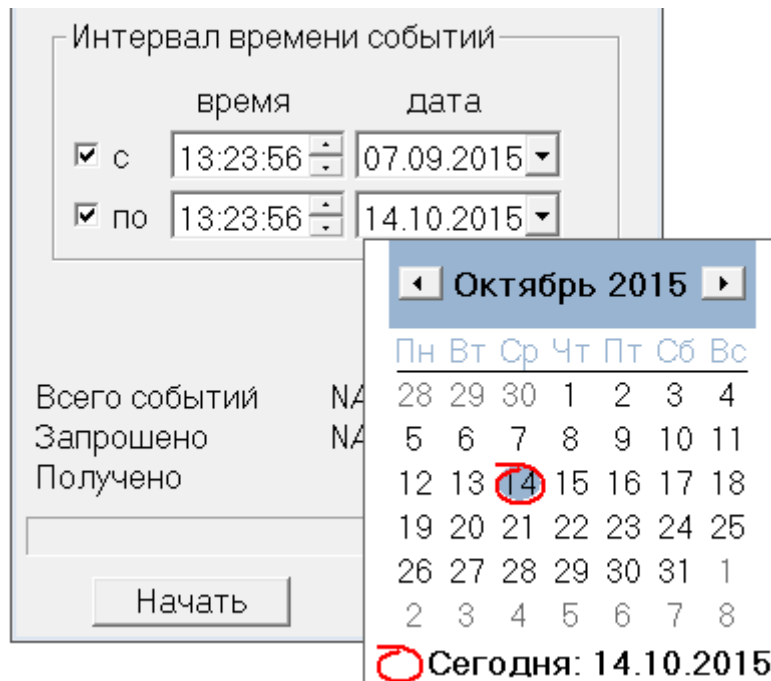 Интервал времени событий
время дата
с 13:23:56 07.09.2015
по 13:23:56 14.10.2015
Октябрь 2015
Пн Вт Ср Чт Пт Сб Вс
28 29 30 1 2 3 4
5 6 7 8 9 10 11
12 13 14 15 16 17 18
19 20 21 22 23 24 25
26 27 28 29 30 31 1
2 3 4 5 6 7 8
Сегодня: 14.10.2015
Всего событий NA
Запрошено NA
Получено
Начать